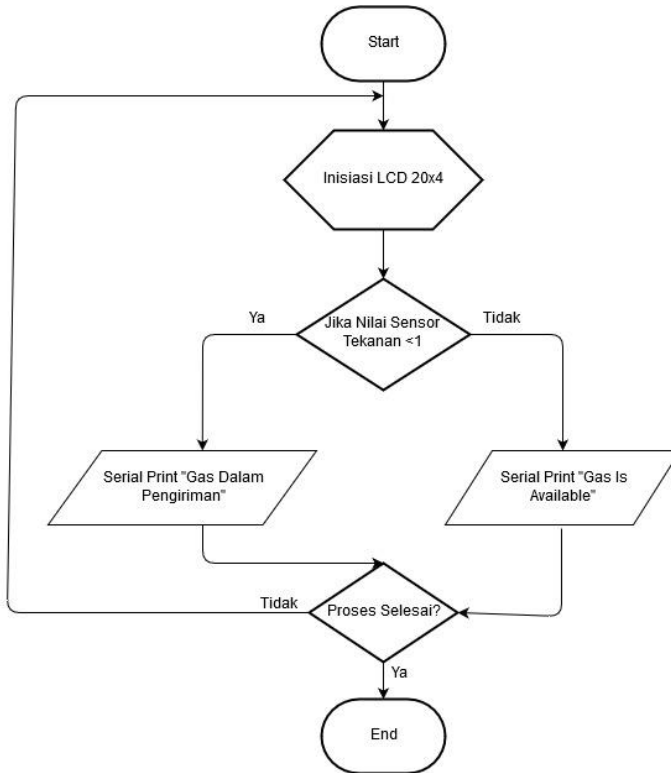 Start
Inisiasi LCD 20x4
Jika Nilai Sensor
Tekanan <1
Ya
Tidak
Serial Print "Gas Dalam
Pengiriman"
Serial Print "Gas Is
Available"
Proses Selesai?
Tidak
Ya
End